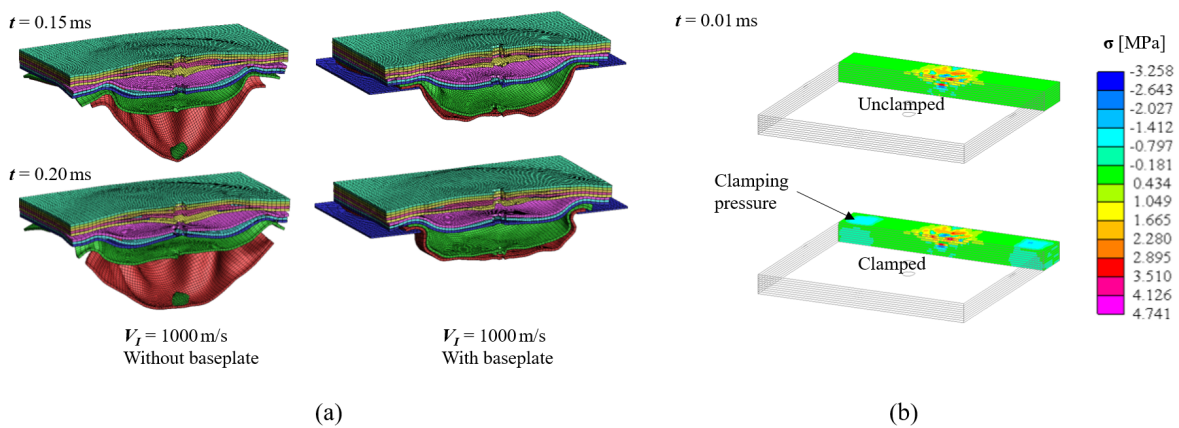 t = 0.15 ms
t = 0.20 ms
V_I = 1000 m/s
Without baseplate
V_I = 1000 m/s
With baseplate
(a)
t = 0.01 ms
Unclamped
Clamping
pressure
Clamped
σ [MPa]
-3.258
-2.643
-2.027
-1.412
-0.797
-0.181
0.434
1.049
1.665
2.280
2.895
3.510
4.126
4.741
(b)